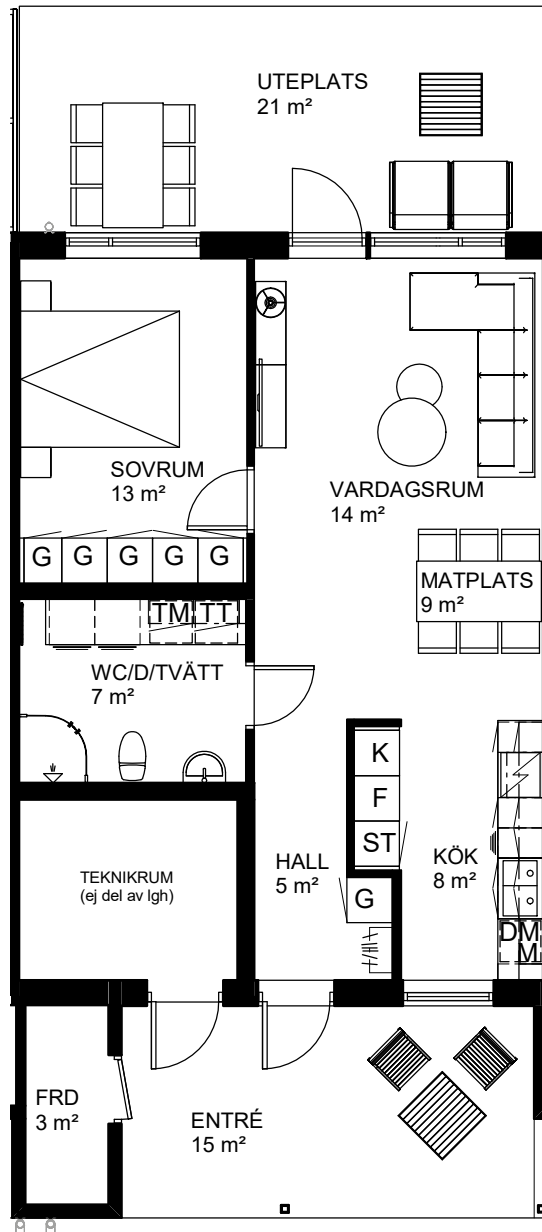 UTEPLATS
21 m²
SOVRUM
13 m²
VARDAGSRUM
14 m²
G G G G G
MATPLATS
9 m²
TM TT
WC/D/TVÄTT
7 m²
K
F
ST
TEKNIKRUM
(ej del av lgh)
HALL
5 m²
KÖK
8 m²
G
DM
M
FRD
3 m²
ENTRÉ
15 m²